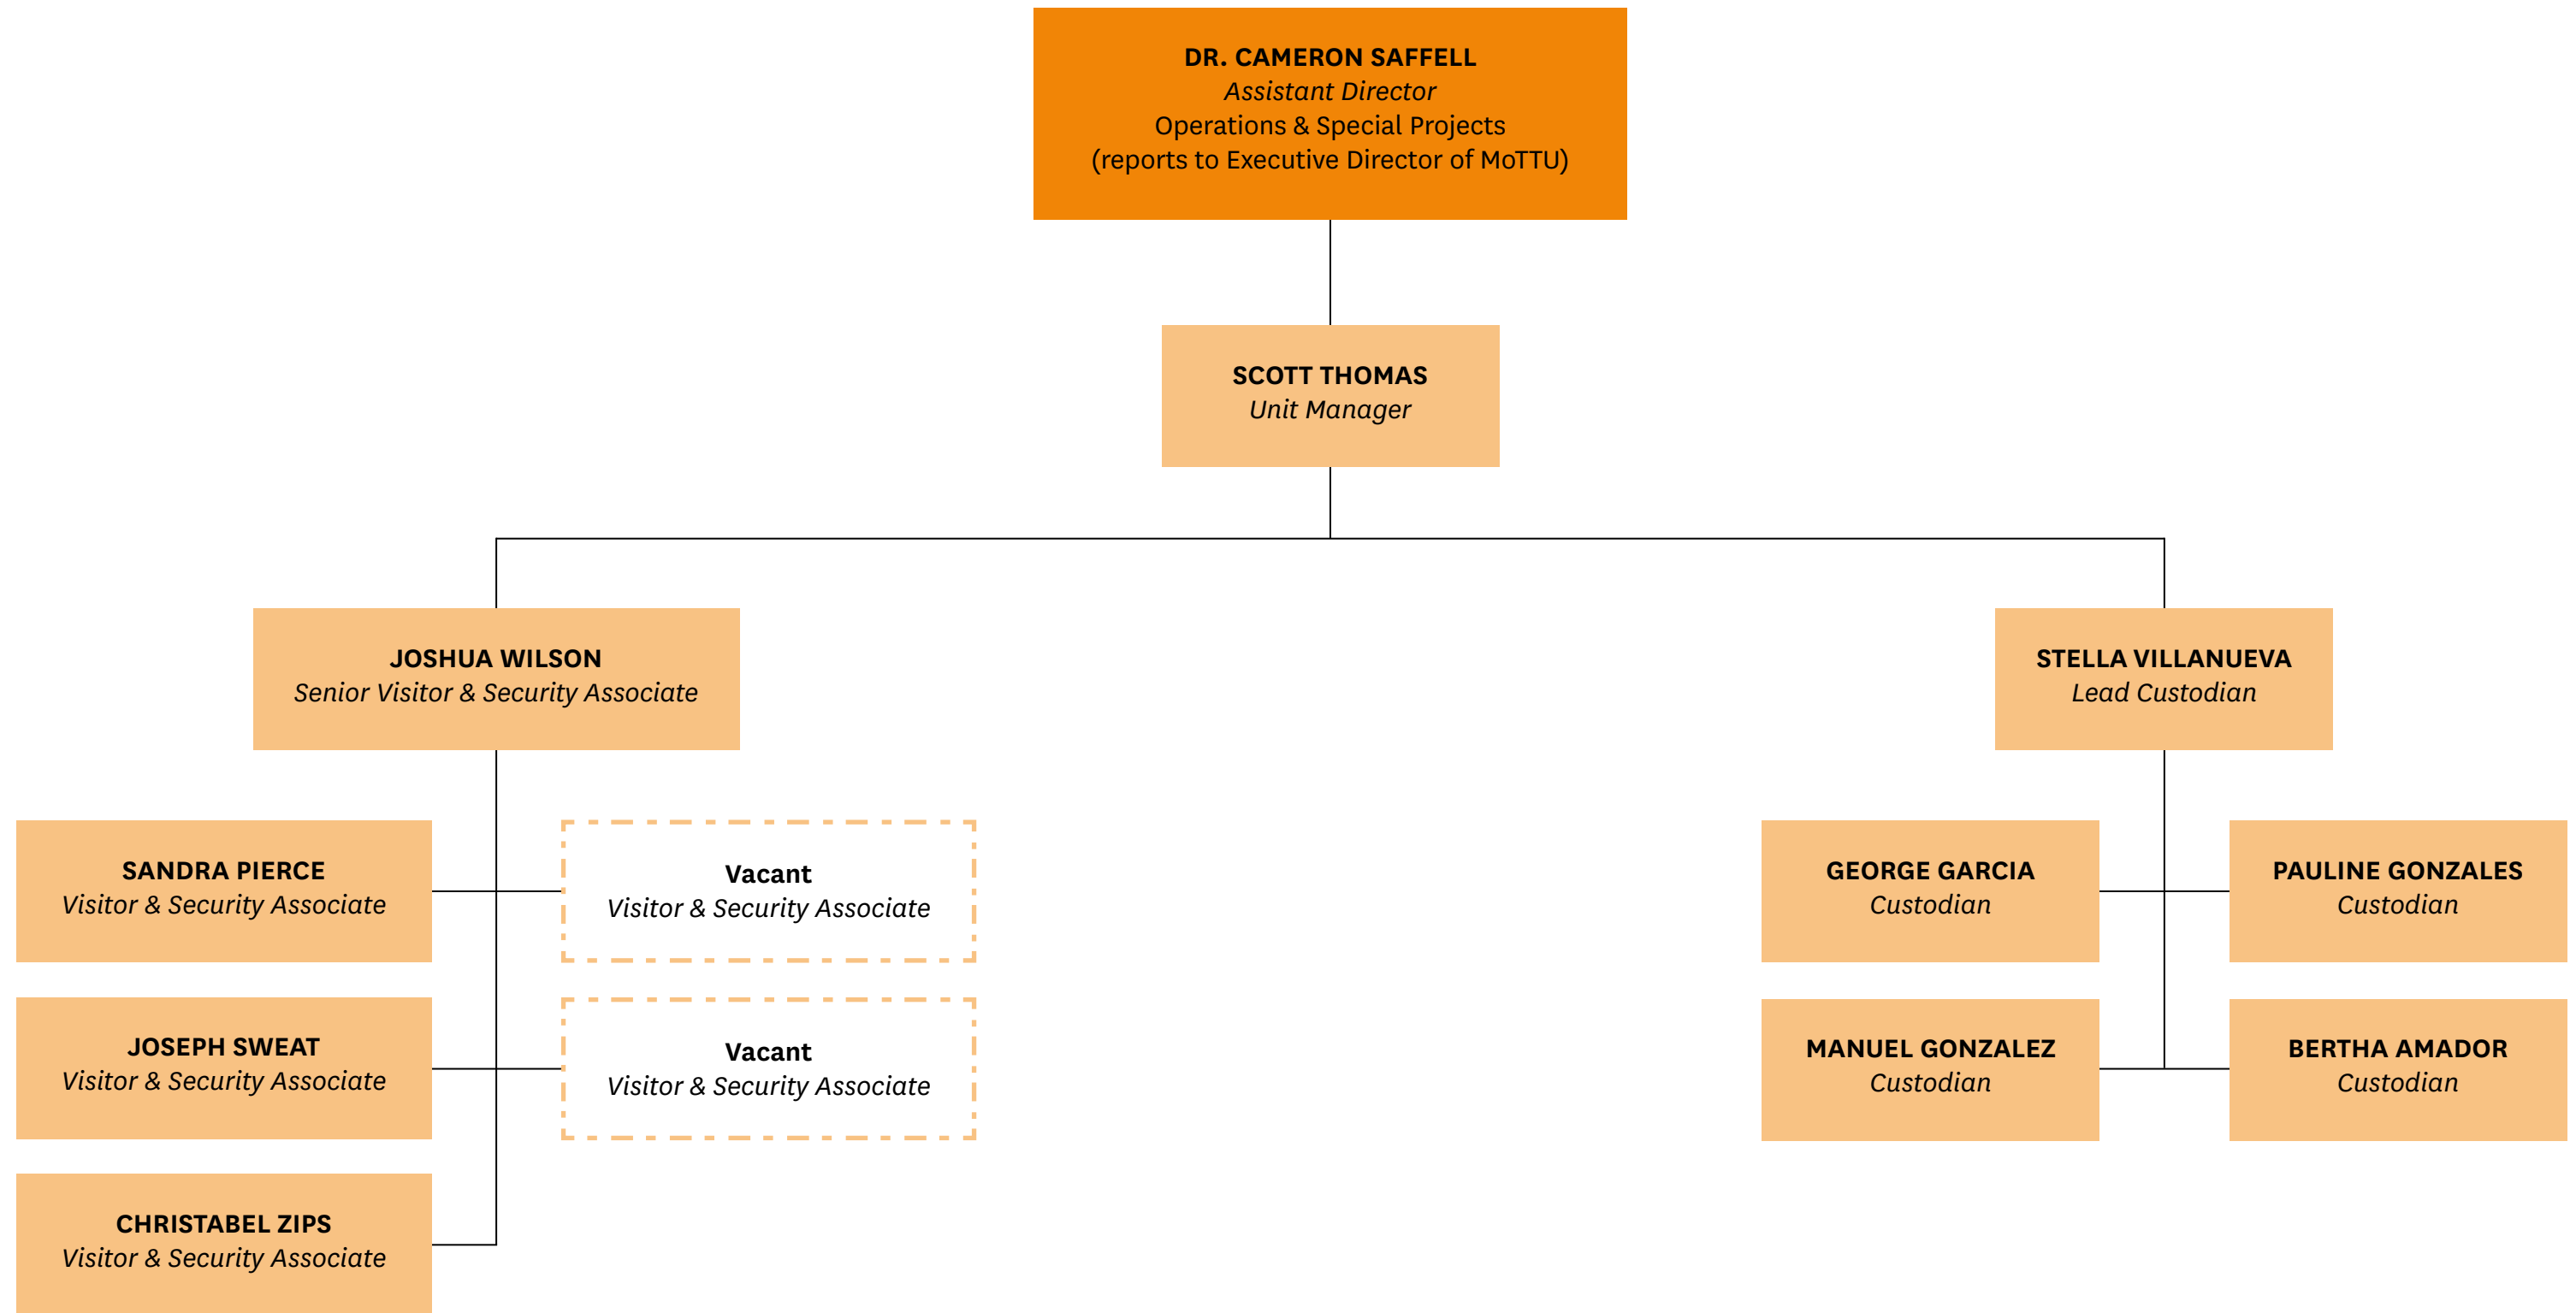 DR. CAMERON SAFFELL
Assistant Director
Operations & Special Projects
(reports to Executive Director of MoTTU)
SCOTT THOMAS
Unit Manager
JOSHUA WILSON
Senior Visitor & Security Associate
STELLA VILLANUEVA
Lead Custodian
SANDRA PIERCE
Visitor & Security Associate
Vacant
Visitor & Security Associate
GEORGE GARCIA
Custodian
PAULINE GONZALES
Custodian
JOSEPH SWEAT
Visitor & Security Associate
Vacant
Visitor & Security Associate
MANUEL GONZALEZ
Custodian
BERTHA AMADOR
Custodian
CHRISTABEL ZIPS
Visitor & Security Associate